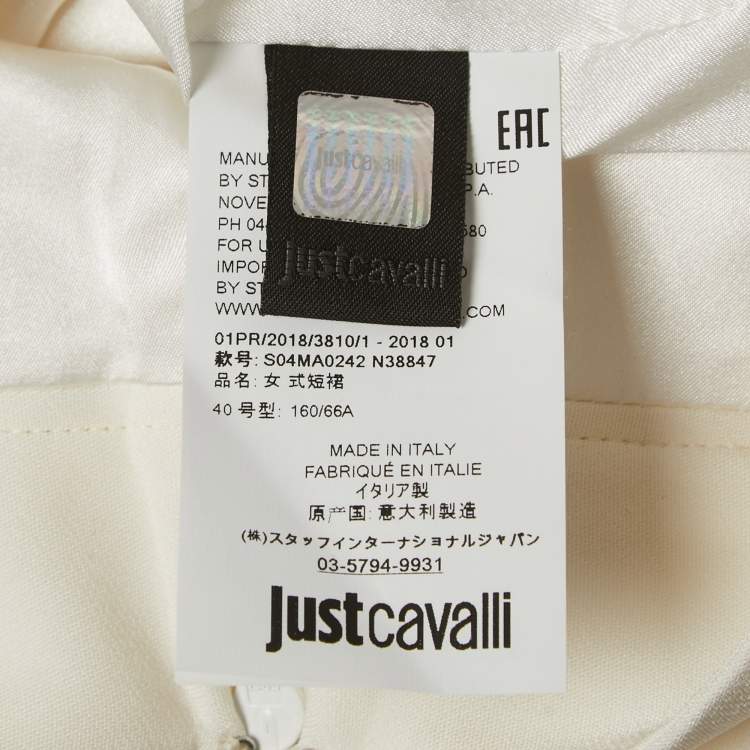 EAC
justcavalli
BUTED
BY ST P.A.
NOVE
PH 04 580
FOR U
IMPO
BY ST
WWW .COM
justcavalli
01PR/2018/3810/1 - 2018 01
款号: S04MA0242 N38847
品名: 女 式短裙
40 号型: 160/66A
MADE IN ITALY
FABRIQUÉ EN ITALIE
イタリア製
原产国: 意大利製造
(株)スタッフインターナショナルジャパン
03-5794-9931
justcavalli